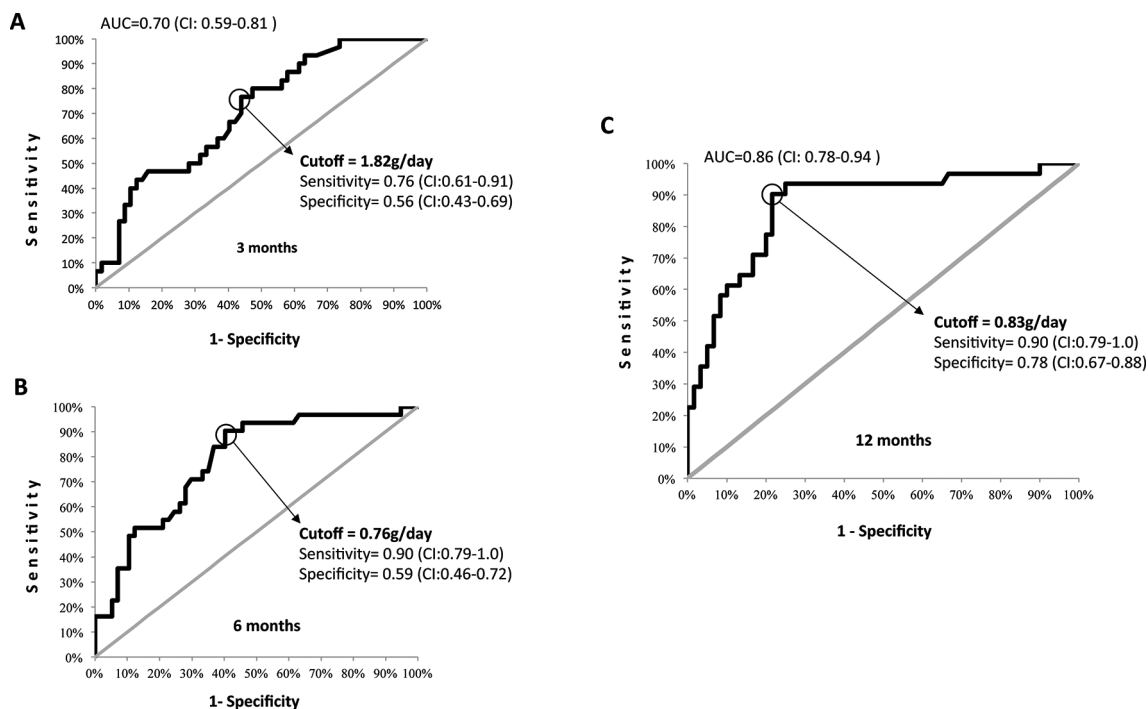 A
AUC=0.70 (CI: 0.59-0.81 )
100%
90%
80%
70%
60%
50%
40%
30%
20%
10%
0%
Sensitivity
Cutoff = 1.82g/day
Sensitivity= 0.76 (CI:0.61-0.91)
Specificity= 0.56 (CI:0.43-0.69)
3 months
0% 10% 20% 30% 40% 50% 60% 70% 80% 90% 100%
1- Specificity
B
100%
90%
80%
70%
60%
50%
40%
30%
20%
10%
0%
Sensitivity
Cutoff = 0.76g/day
Sensitivity= 0.90 (CI:0.79-1.0)
Specificity= 0.59 (CI:0.46-0.72)
6 months
0% 10% 20% 30% 40% 50% 60% 70% 80% 90% 100%
1- Specificity
C
AUC=0.86 (CI: 0.78-0.94 )
100%
90%
80%
70%
60%
50%
40%
30%
20%
10%
0%
Sensitivity
Cutoff = 0.83g/day
Sensitivity= 0.90 (CI:0.79-1.0)
Specificity= 0.78 (CI:0.67-0.88)
12 months
0% 10% 20% 30% 40% 50% 60% 70% 80% 90% 100%
1 - Specificity